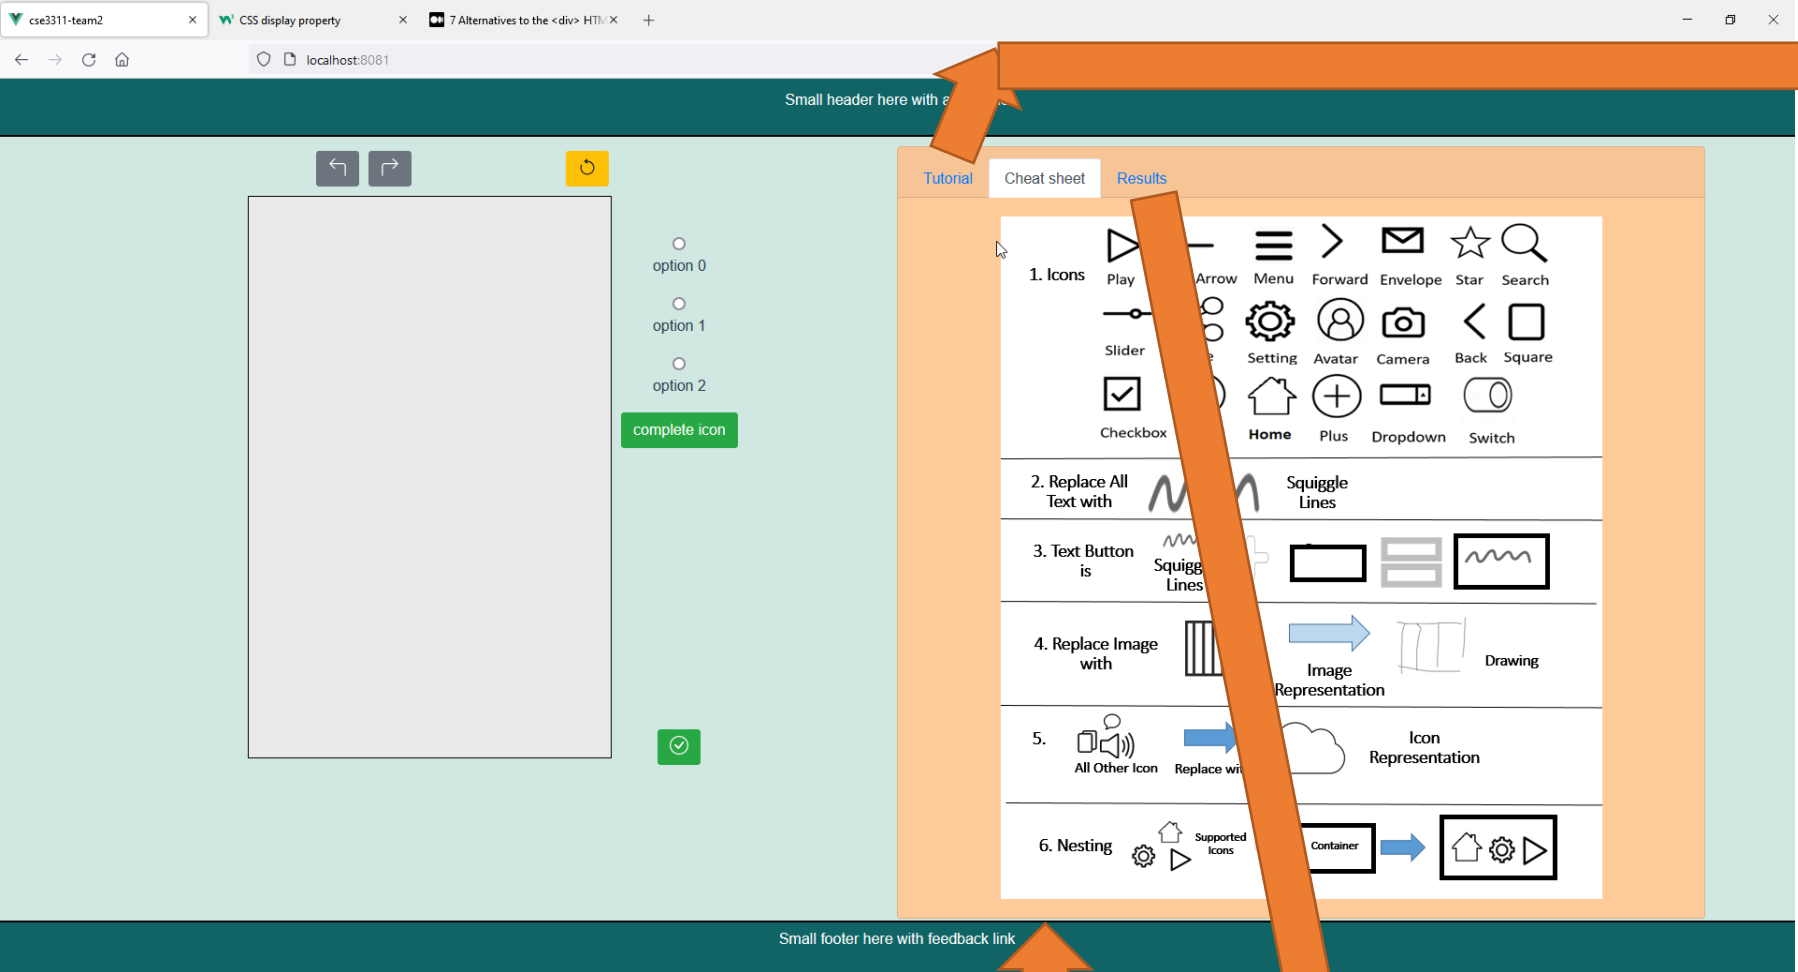 cse3311-team2
CSS display property
7 Alternatives to the <div> HTM
localhost:8081
Small header here with a
Tutorial
Cheat sheet
Results
option 0
option 1
option 2
complete icon
1. Icons
Play
Arrow
Menu
Forward
Envelope
Star
Search
Slider
Setting
Avatar
Camera
Back
Square
Checkbox
Home
Plus
Dropdown
Switch
2. Replace All
Text with
Squiggle
Lines
3. Text Button
is
Squigg
Lines
4. Replace Image
with
Image
Representation
Drawing
5.
All Other Icon
Replace wi
Icon
Representation
6. Nesting
Supported
Icons
Container
Small footer here with feedback link